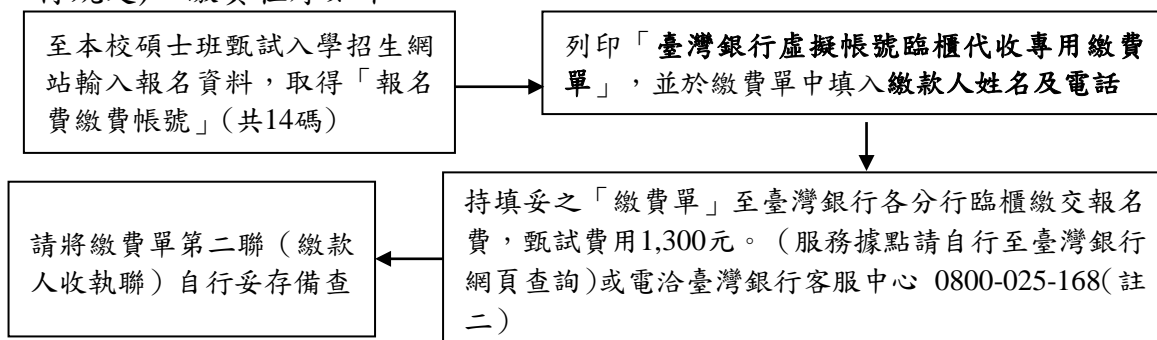 至本校碩士班甄試入學招生網
站輸入報名資料，取得「報名
費繳費帳號」（共14碼）
列印「臺灣銀行虛擬帳號臨櫃代收專用繳費
單」，並於繳費單中填入繳款人姓名及電話
持填妥之「繳費單」至臺灣銀行各分行臨櫃繳交報名
費，甄試費用1,300元。（服務據點請自行至臺灣銀行
網頁查詢）或電洽臺灣銀行客服中心 0800-025-168（註
二）
請將繳費單第二聯（繳款
人收執聯）自行妥存備查